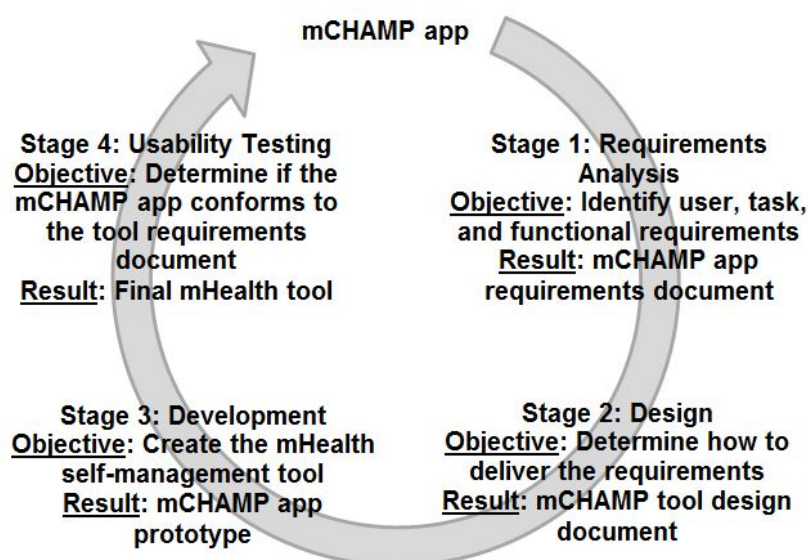 mCHAMP app
Stage 1: Requirements
Analysis
Objective: Identify user, task,
and functional requirements
Result: mCHAMP app
requirements document
Stage 2: Design
Objective: Determine how to
deliver the requirements
Result: mCHAMP tool design
document
Stage 3: Development
Objective: Create the mHealth
self-management tool
Result: mCHAMP app
prototype
Stage 4: Usability Testing
Objective: Determine if the
mCHAMP app conforms to
the tool requirements
document
Result: Final mHealth tool